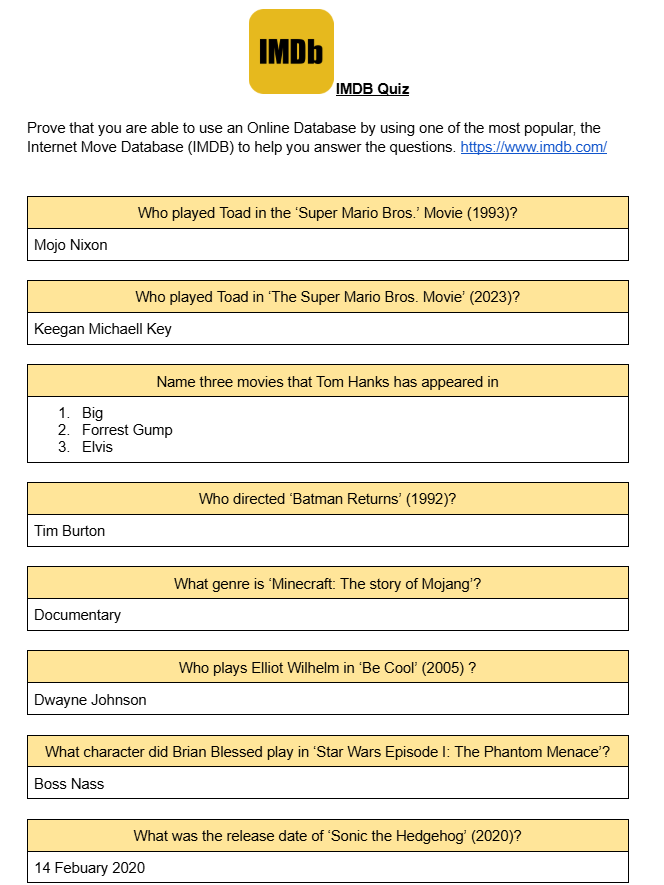 IMDb
IMDB Quiz
Prove that you are able to use an Online Database by using one of the most popular, the
Internet Move Database (IMDB) to help you answer the questions. https://www.imdb.com/
Who played Toad in the ‘Super Mario Bros.’ Movie (1993)?
Mojo Nixon
Who played Toad in ‘The Super Mario Bros. Movie’ (2023)?
Keegan Michaell Key
Name three movies that Tom Hanks has appeared in
1. Big
2. Forrest Gump
3. Elvis
Who directed ‘Batman Returns’ (1992)?
Tim Burton
What genre is ‘Minecraft: The story of Mojang’?
Documentary
Who plays Elliot Wilhelm in ‘Be Cool’ (2005) ?
Dwayne Johnson
What character did Brian Blessed play in ‘Star Wars Episode I: The Phantom Menace’?
Boss Nass
What was the release date of ‘Sonic the Hedgehog’ (2020)?
14 Febuary 2020